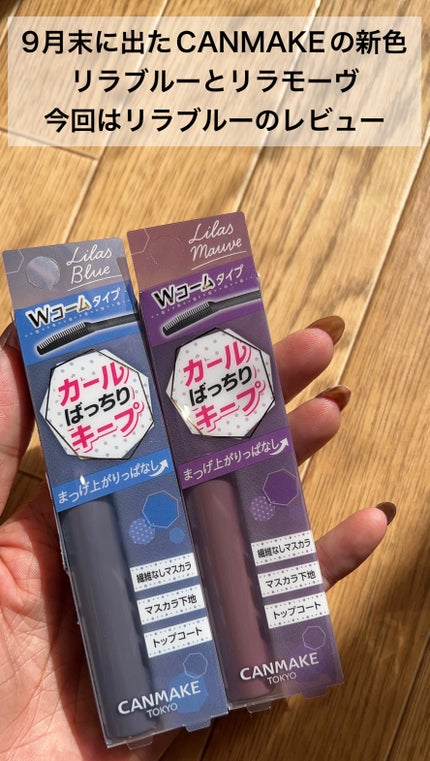 9月末に出たCANMAKEの新色
リラブルーとリラモーヴ
今回はリラブルーのレビュー
Lilas
Blue
Wコームタイプ
カール
ばっちり
キープ
まつげ上がりっぱなし
繊維なしマスカラ
マスカラ下地
トップコート
CANMAKE
TOKYO
Lilas
Mauve
Wコームタイプ
カール
ばっちり
キープ
まつげ上がりっぱなし
繊維なしマスカラ
マスカラ下地
トップコート
CANMAKE
TOKYO